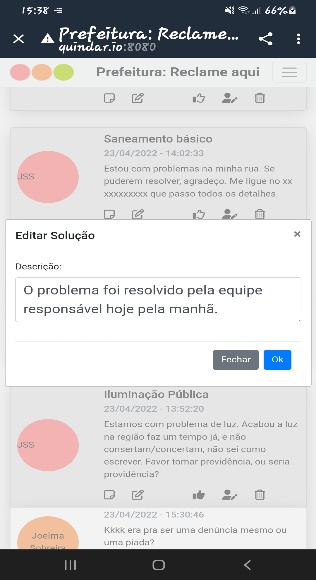 15:38
66%
Prefeitura: Reclame...
quindar.io:8080
Prefeitura: Reclame aqui
Saneamento básico
23/04/2022 - 14:02:33
JSS
Estou com problemas na minha rua. Se
puderem resolver, agradeço. Me ligue no xx
xxxxxxxxx que passo todos os detalhes.
Editar Solução
×
Descrição:
O problema foi resolvido pela equipe
responsável hoje pela manhã.
Fechar
Ok
Iluminação Pública
23/04/2022 - 13:52:20
JSS
Estamos com problema de luz. Acabou a luz
na região faz um tempo já, e não
consertam/concertam, não sei como
escrever. Favor tomar previdência, ou seria
providência?
23/04/2022 - 15:30:46
Joelma
Sobreira
Kkkk era pra ser uma denúncia mesmo ou
uma piada?